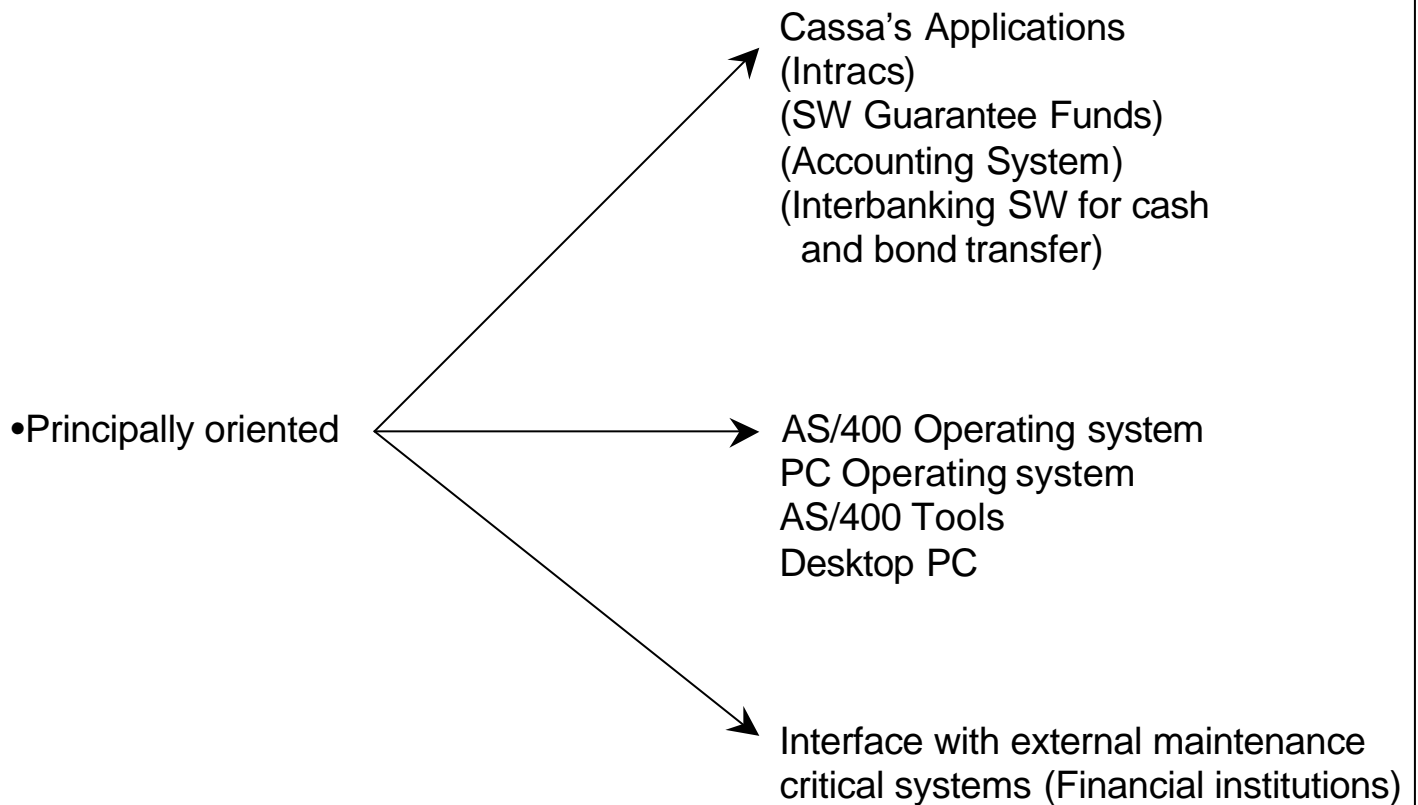 Cassa's Applications
(Intracs)
(SW Guarantee Funds)
(Accounting System)
(Interbanking SW for cash
and bond transfer)
•Principally oriented
AS/400 Operating system
PC Operating system
AS/400 Tools
Desktop PC
Interface with external maintenance
critical systems (Financial institutions)